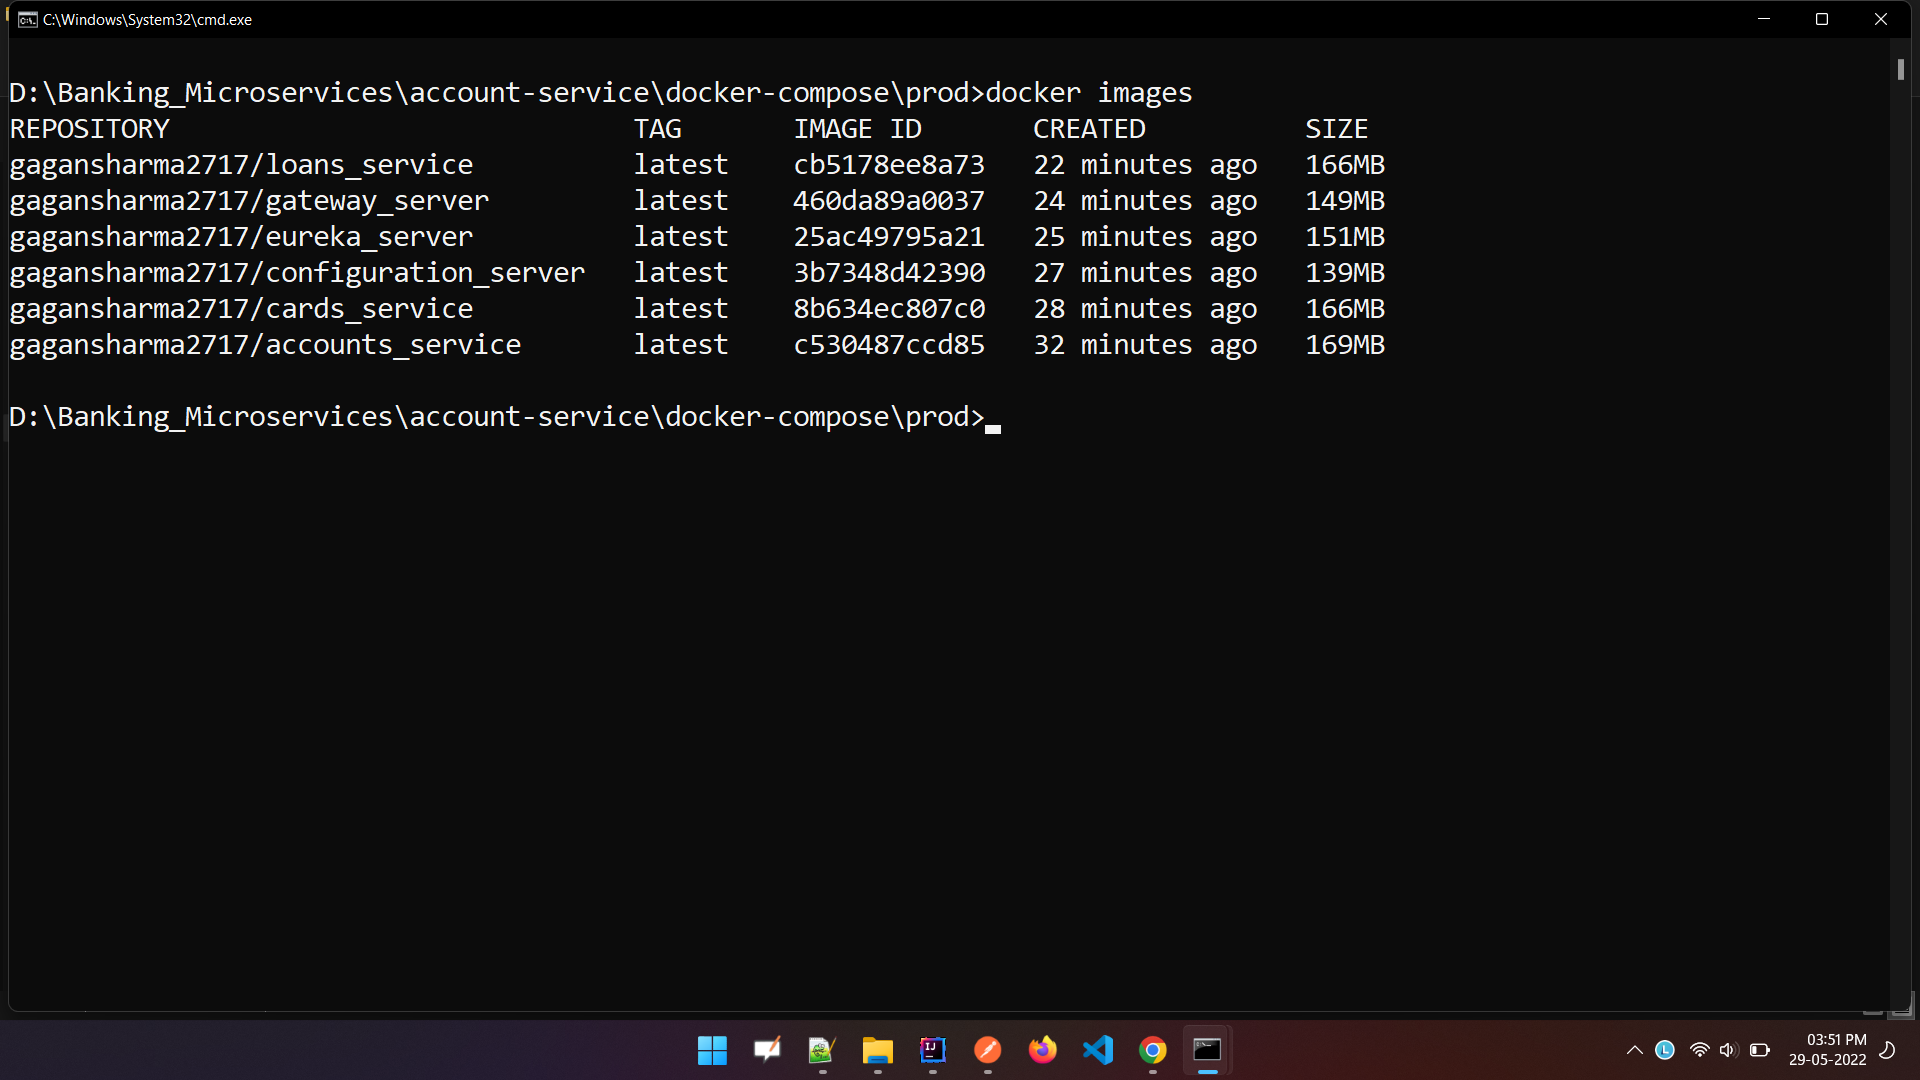 C:\Windows\System32\cmd.exe
D:\Banking_Microservices\account-service\docker-compose\prod>docker images
REPOSITORY TAG IMAGE ID CREATED SIZE
gagansharma2717/loans_service latest cb5178ee8a73 22 minutes ago 166MB
gagansharma2717/gateway_server latest 460da89a0037 24 minutes ago 149MB
gagansharma2717/eureka_server latest 25ac49795a21 25 minutes ago 151MB
gagansharma2717/configuration_server latest 3b7348d42390 27 minutes ago 139MB
gagansharma2717/cards_service latest 8b634ec807c0 28 minutes ago 166MB
gagansharma2717/accounts_service latest c530487ccd85 32 minutes ago 169MB
D:\Banking_Microservices\account-service\docker-compose\prod>
03:51 PM
29-05-2022